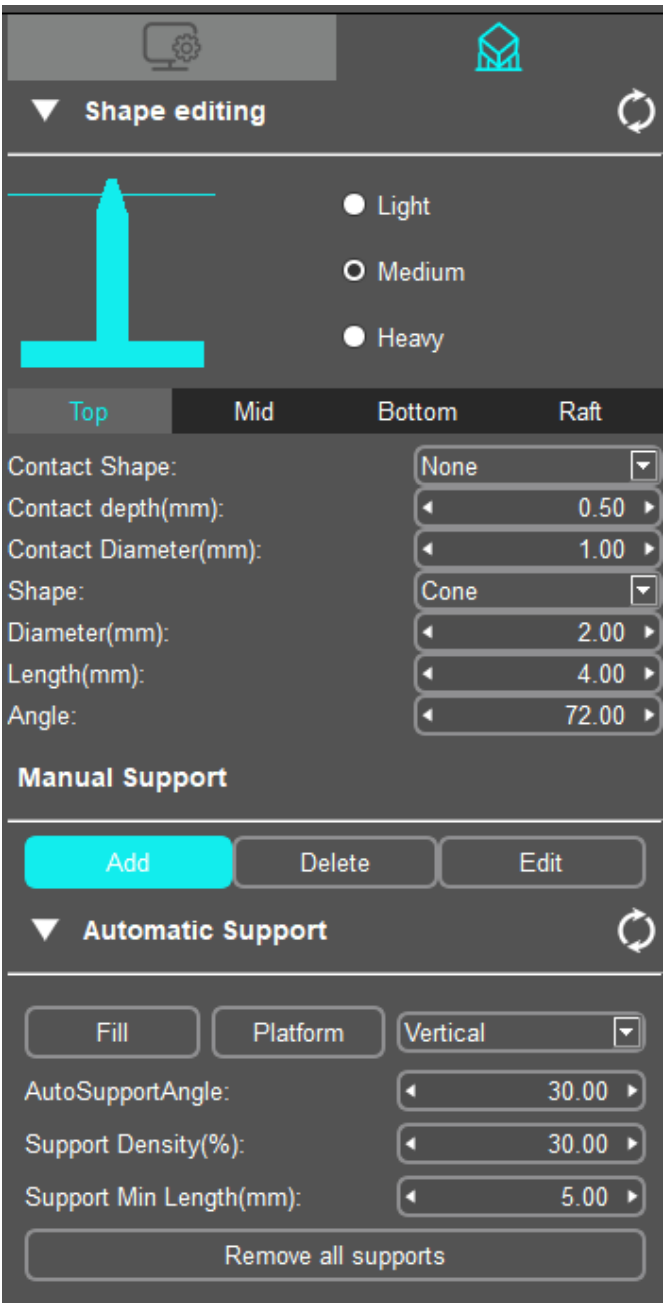 Shape editing
Light
Medium
Heavy
Top Mid Bottom Raft
Contact Shape: None
Contact depth(mm): 0.50
Contact Diameter(mm): 1.00
Shape: Cone
Diameter(mm): 2.00
Length(mm): 4.00
Angle: 72.00
Manual Support
Add Delete Edit
Automatic Support
Fill Platform Vertical
AutoSupportAngle: 30.00
Support Density(%): 30.00
Support Min Length(mm): 5.00
Remove all supports